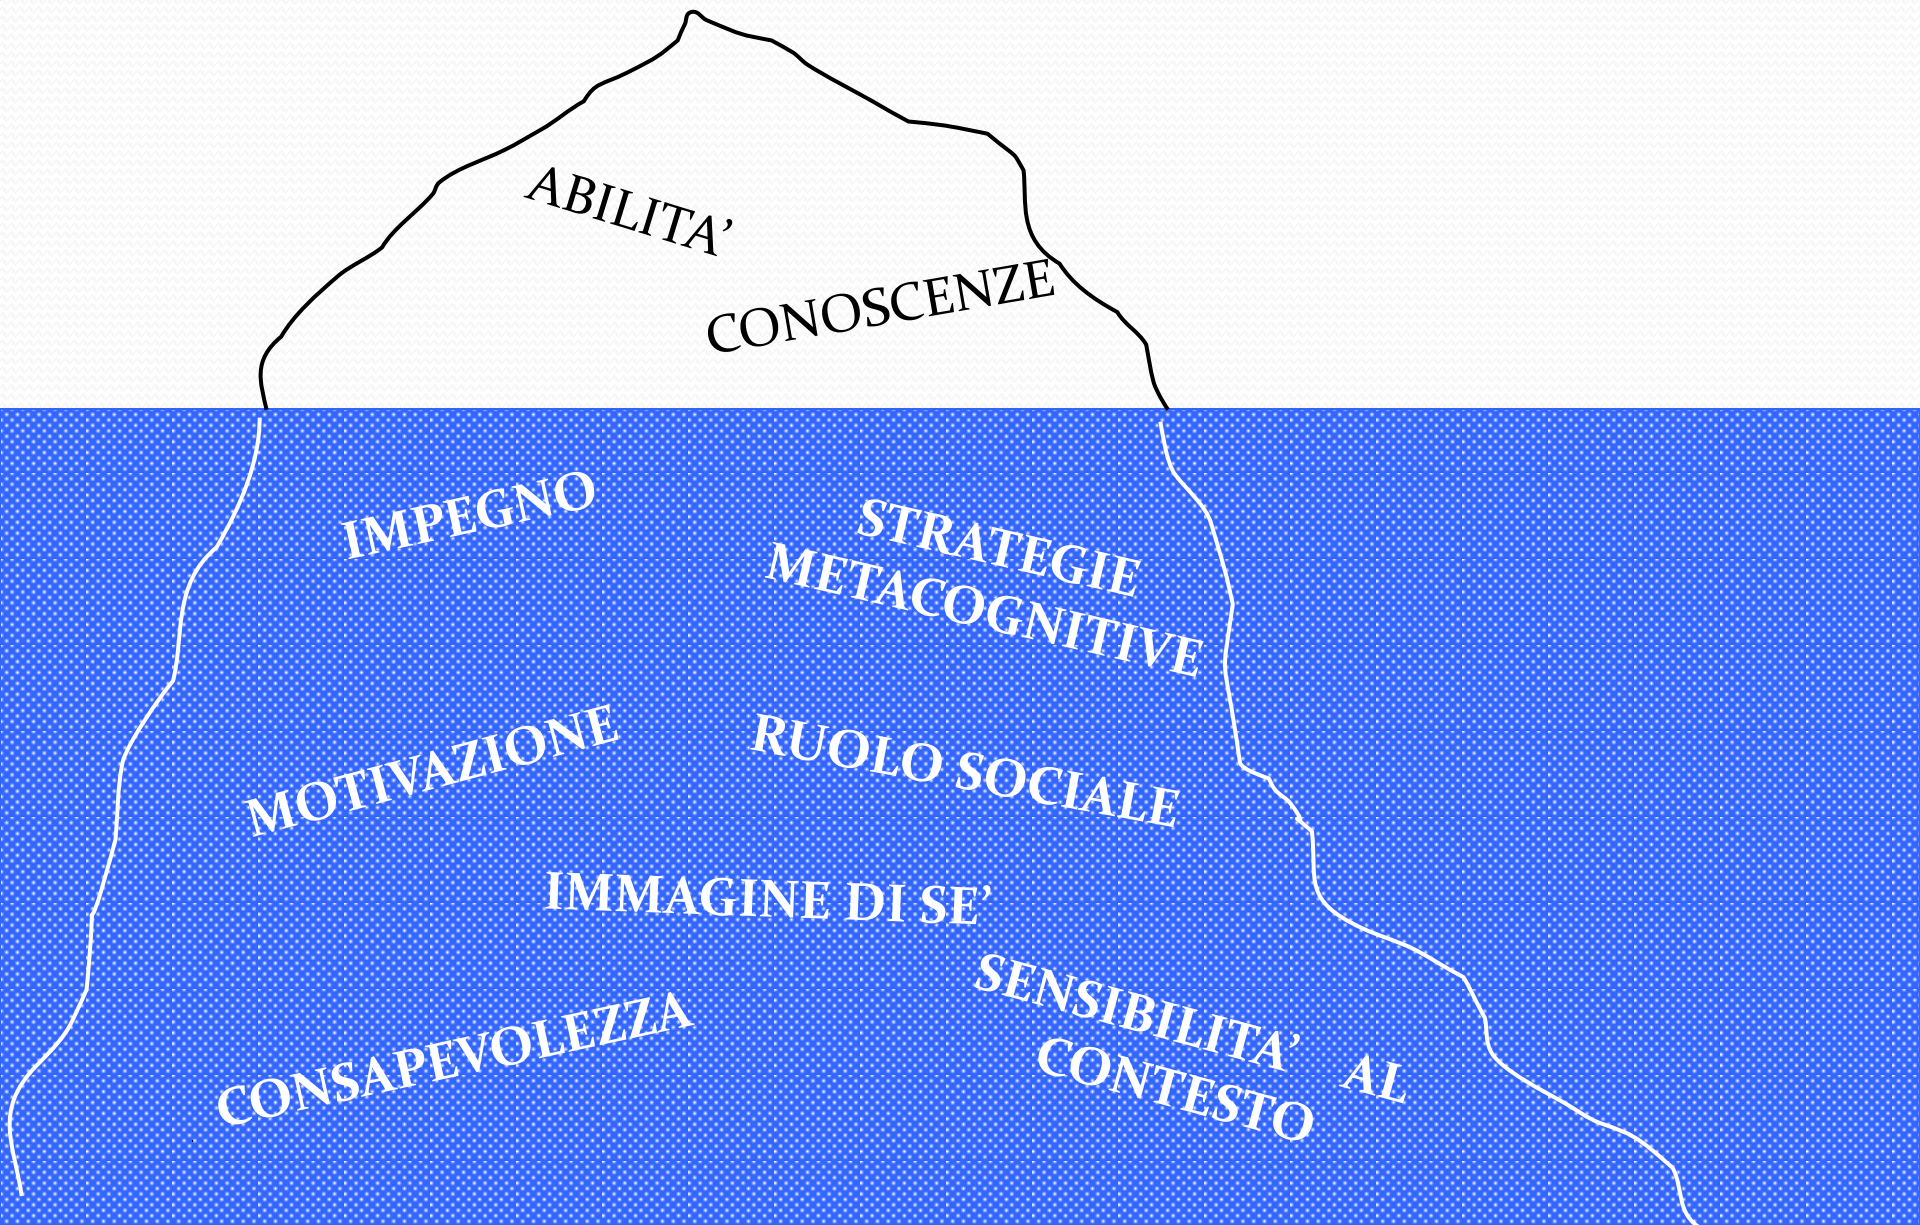 ABILITA’
CONOSCENZE
IMPEGNO
STRATEGIE
METACOGNITIVE
MOTIVAZIONE
RUOLO SOCIALE
IMMAGINE DI SE’
SENSIBILITA’ AL
CONTESTO
CONSAPEVOLEZZA